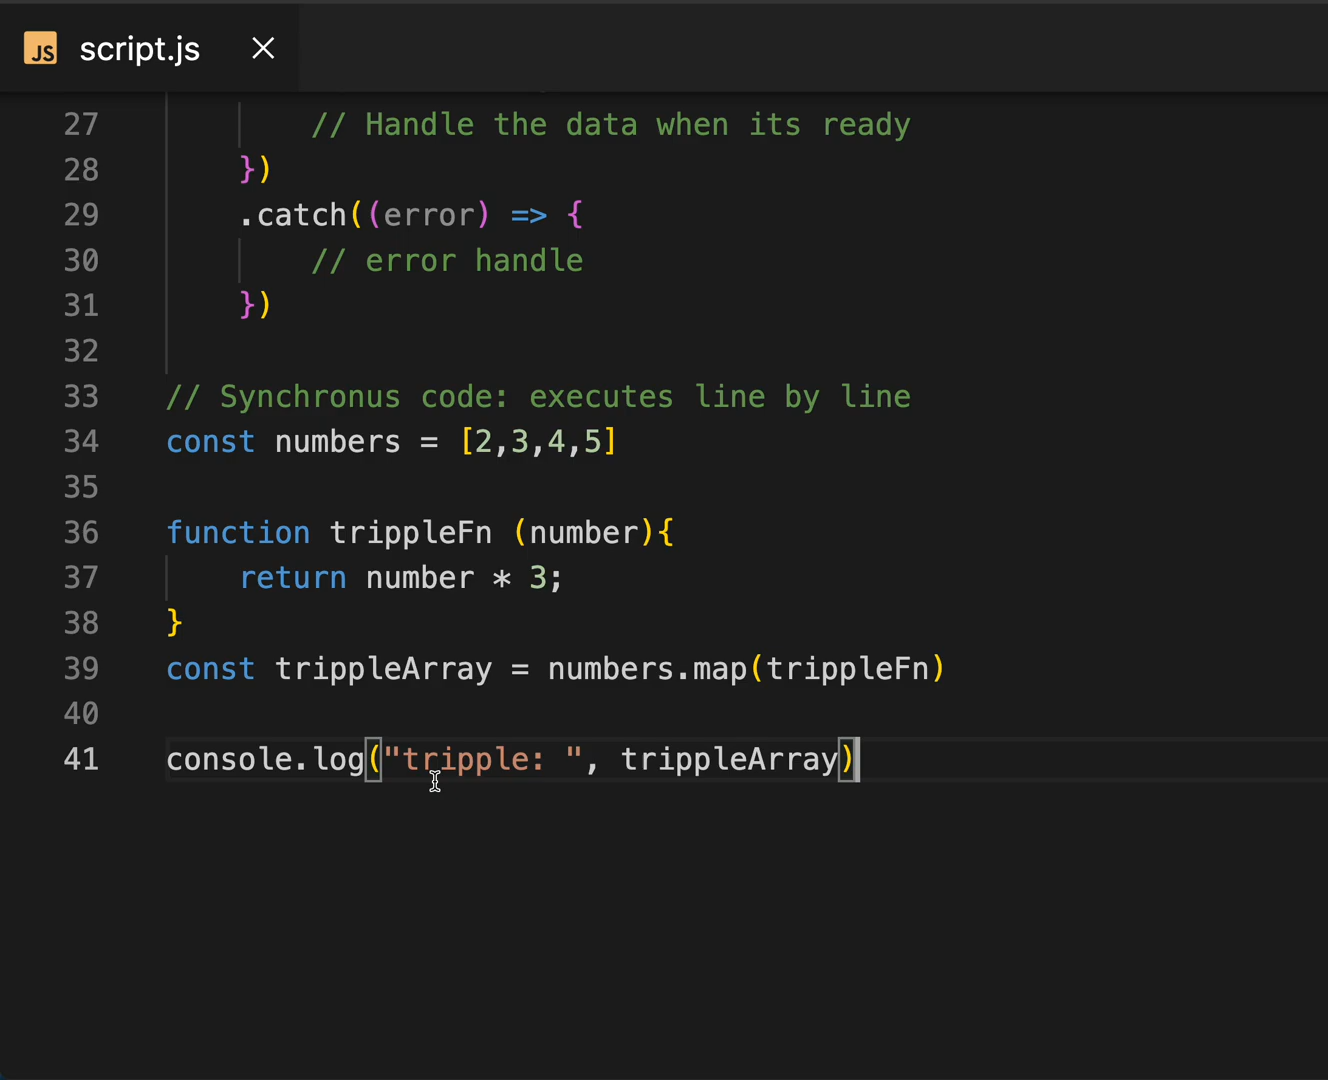 JS script.js
27 // Handle the data when its ready
28 })
29 .catch((error) => {
30 // error handle
31 })
32
33 // Synchronus code: executes line by line
34 const numbers = [2,3,4,5]
35
36 function trippleFn (number){
37 return number * 3;
38 }
39 const trippleArray = numbers.map(trippleFn)
40
41 console.log("tripple: ", trippleArray)